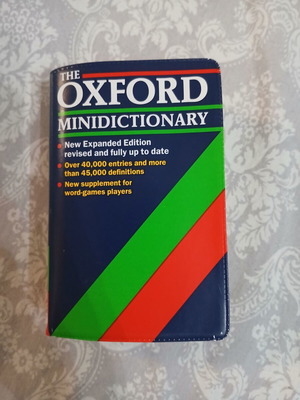 THE
OXFORD
MINIDICTIONARY
New Expanded Edition
revised and fully up to date
Over 40,000 entries and more
than 45,000 definitions
New supplement for
word-games players